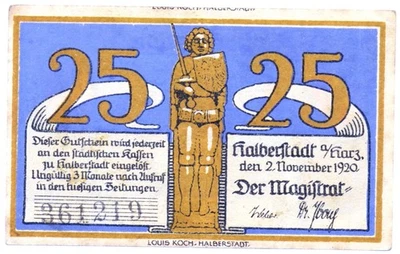 LOUIS KOCH, HALBERSTADT.
25 25
Dieser Gutschein wird jederzeit
an den städtischen Kassen
zu Halberstadt eingelöst.
Ungültig 3 Monate nach Aufruf
in den hiesigen Zeitungen.
361219
Halberstadt a/Harz,
den 2. November 1920.
Der Magistrat
LOUIS KOCH, HALBERSTADT.